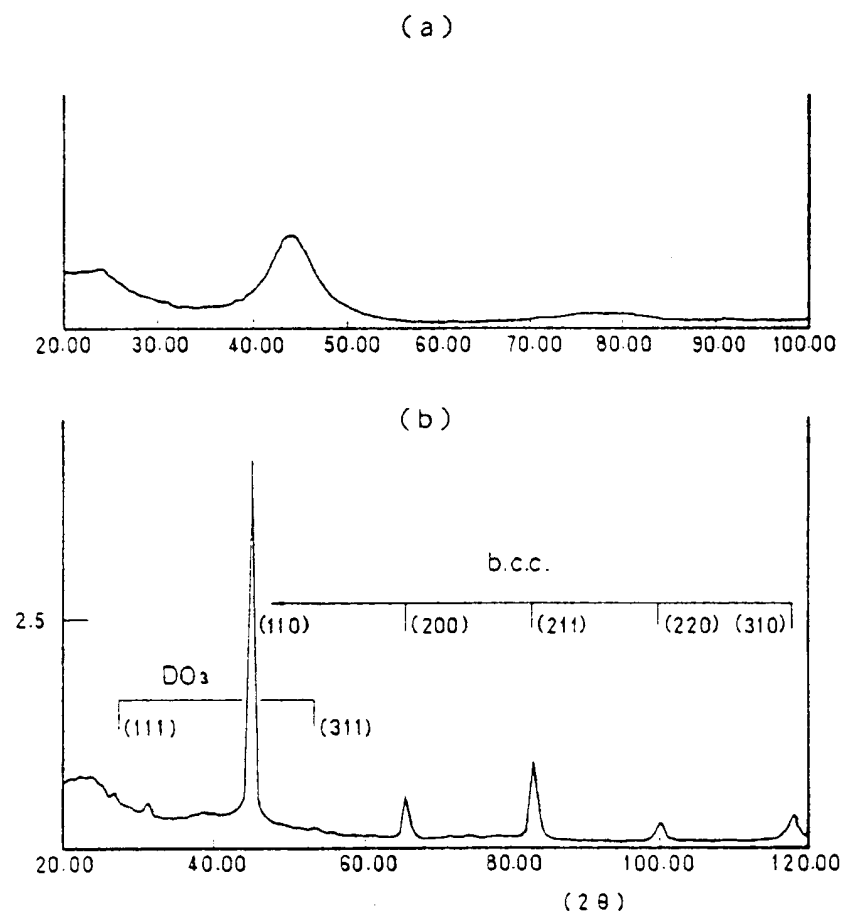 (a)
20.00 30.00 40.00 50.00 60.00 70.00 80.00 90.00 100.00
(b)
b.c.c.
2.5
(110) (200) (211) (220) (310)
DO₃
(111) (311)
20.00 40.00 60.00 80.00 100.00 120.00
(2θ)